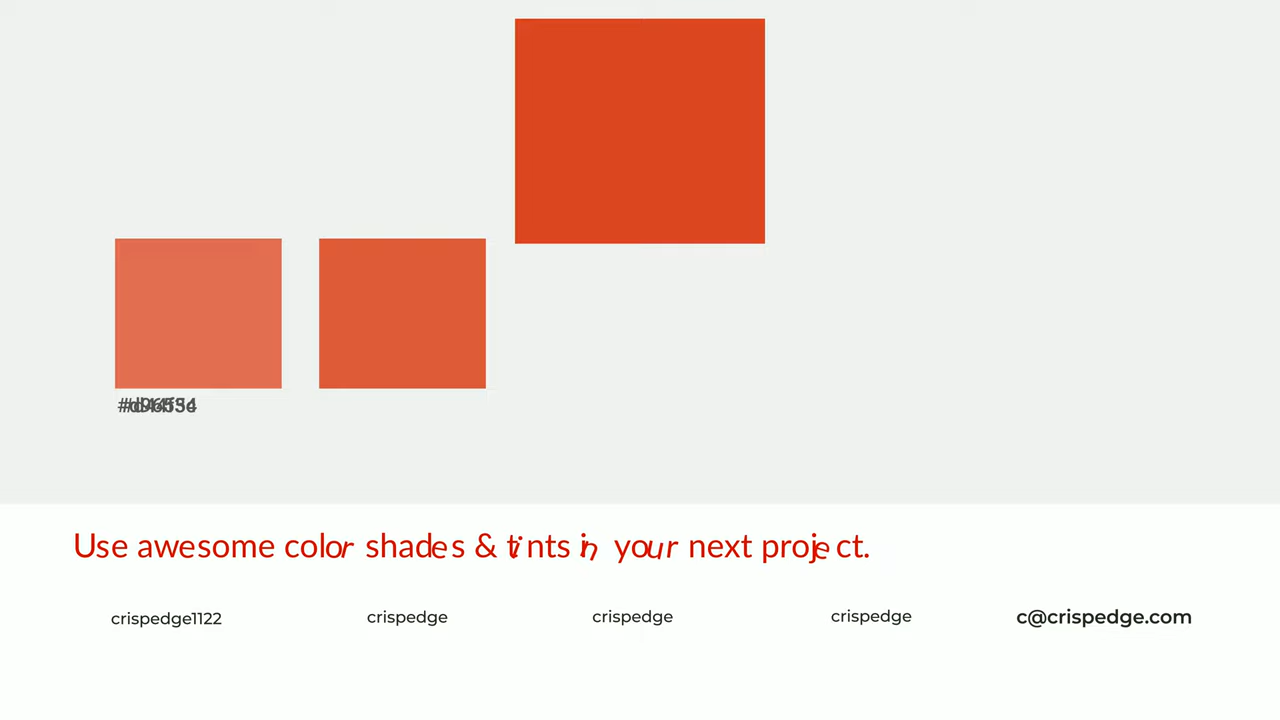 Use awesome color shades & tints in your next project.
crispedge1122 crispedge crispedge crispedge c@crispedge.com